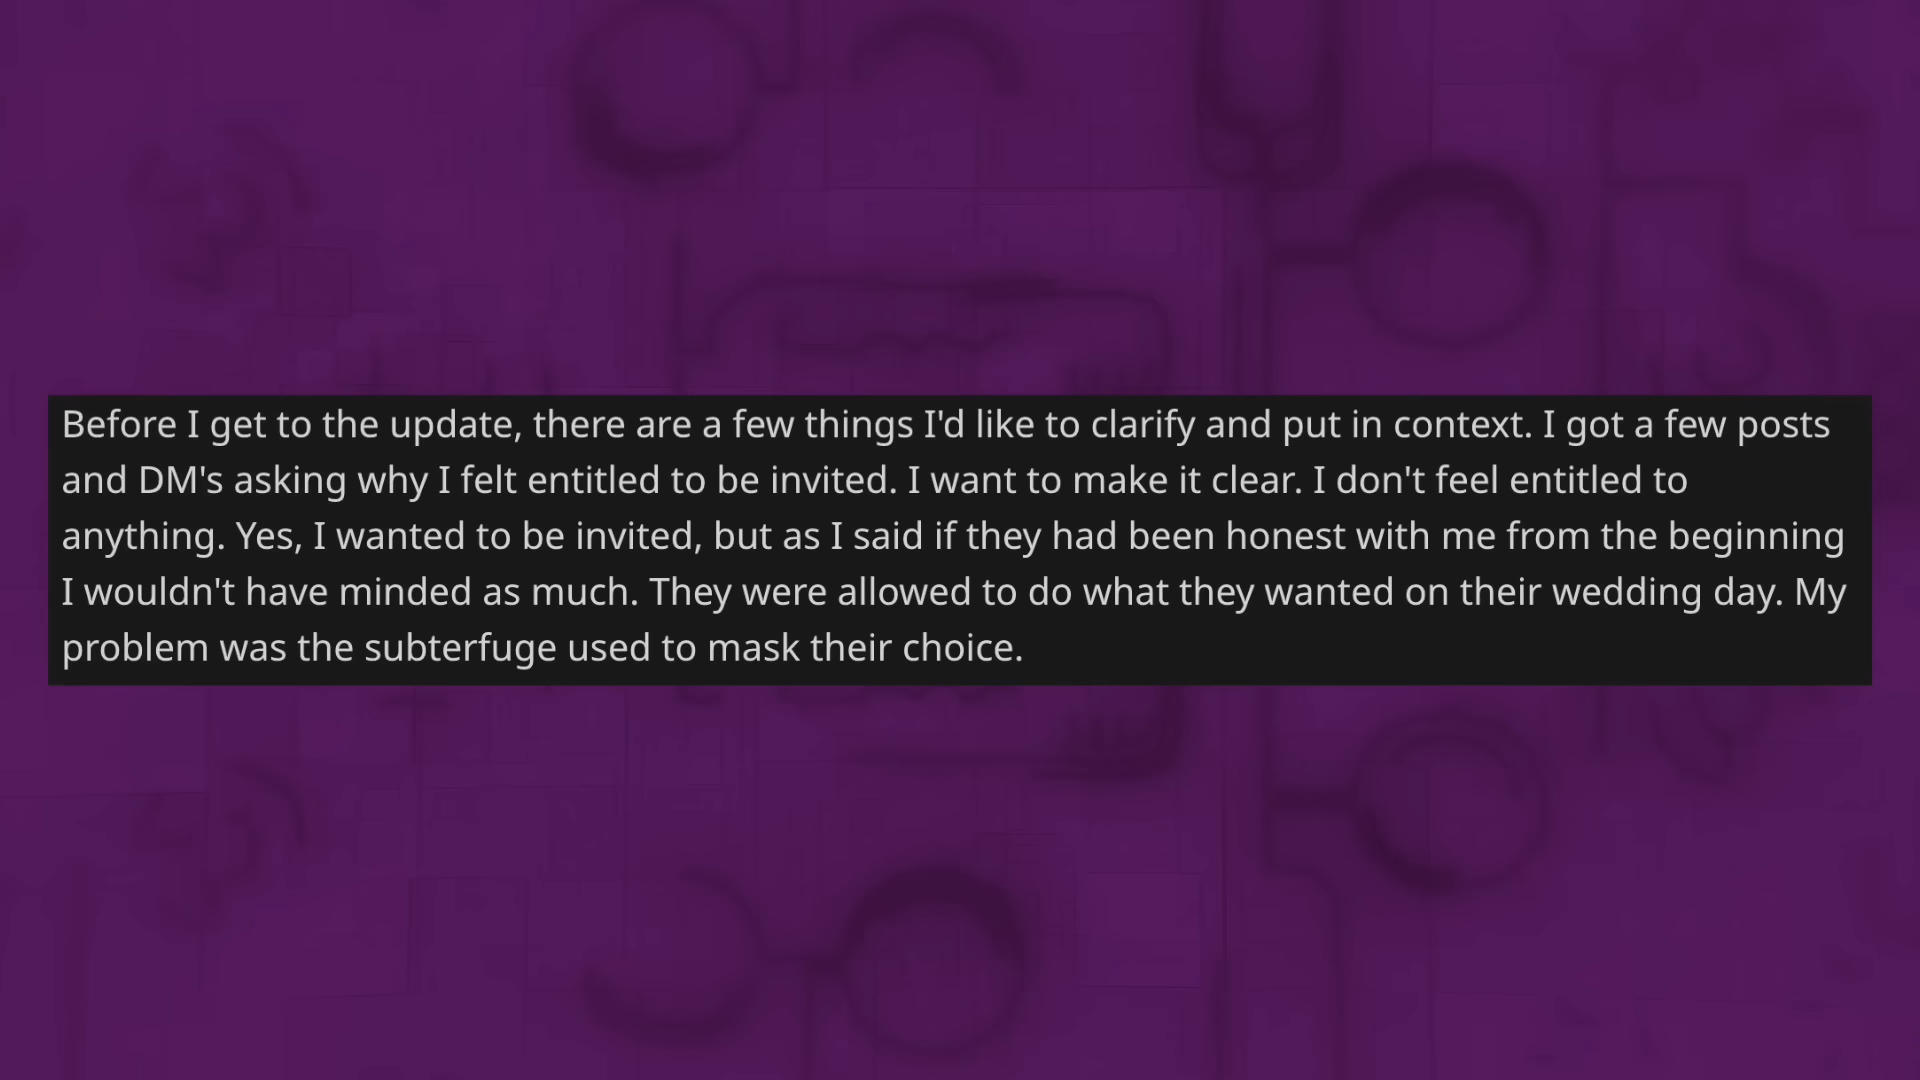 Before I get to the update, there are a few things I'd like to clarify and put in context. I got a few posts
and DM's asking why I felt entitled to be invited. I want to make it clear. I don't feel entitled to
anything. Yes, I wanted to be invited, but as I said if they had been honest with me from the beginning
I wouldn't have minded as much. They were allowed to do what they wanted on their wedding day. My
problem was the subterfuge used to mask their choice.